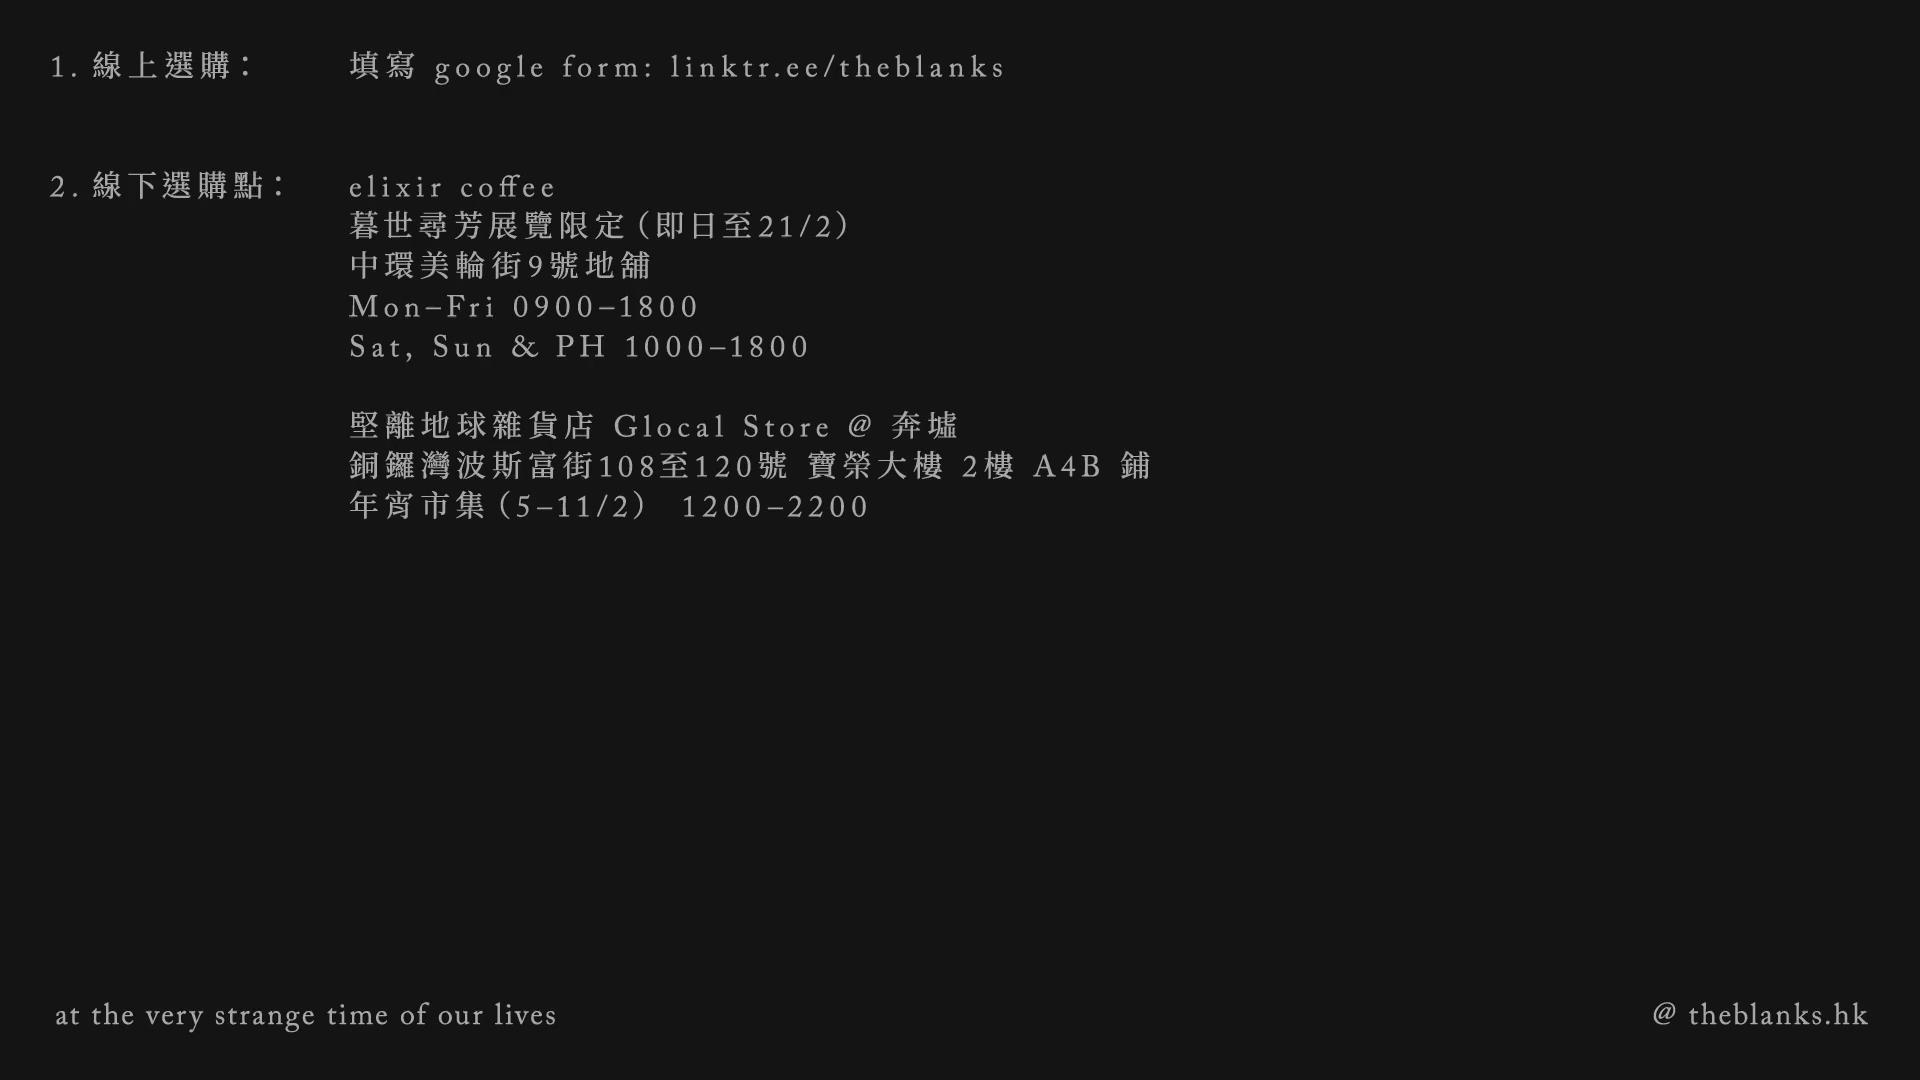 1. 線上選購： 填寫 google form: linktr.ee/theblanks
2. 線下選購點： elixir coffee
暮世尋芳展覽限定（即日至21/2）
中環美輪街9號地舖
Mon–Fri 0900–1800
Sat, Sun & PH 1000–1800
堅離地球雜貨店 Glocal Store @ 奔墟
銅鑼灣波斯富街108至120號 寶榮大樓 2樓 A4B 鋪
年宵市集（5–11/2） 1200–2200
at the very strange time of our lives
@ theblanks.hk